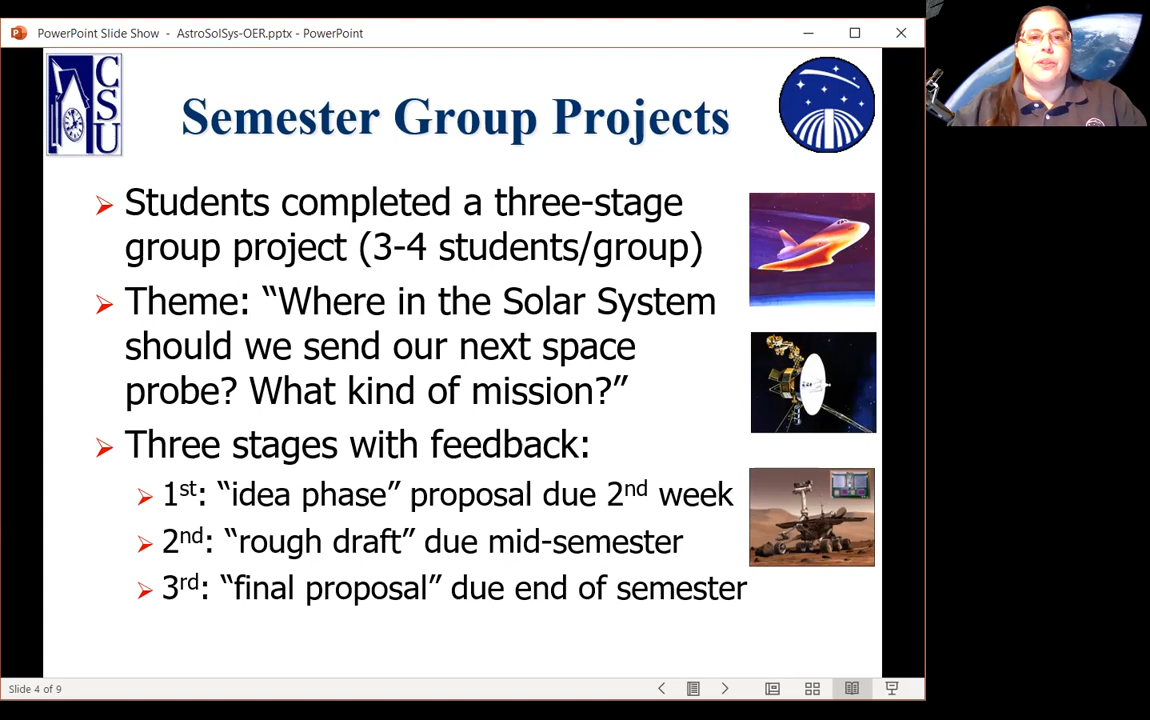 PowerPoint Slide Show - AstroSolSys-OER.pptx - PowerPoint
CSU
Semester Group Projects
Students completed a three-stage
group project (3-4 students/group)
Theme: “Where in the Solar System
should we send our next space
probe? What kind of mission?”
Three stages with feedback:
1st: “idea phase” proposal due 2nd week
2nd: “rough draft” due mid-semester
3rd: “final proposal” due end of semester
Slide 4 of 9